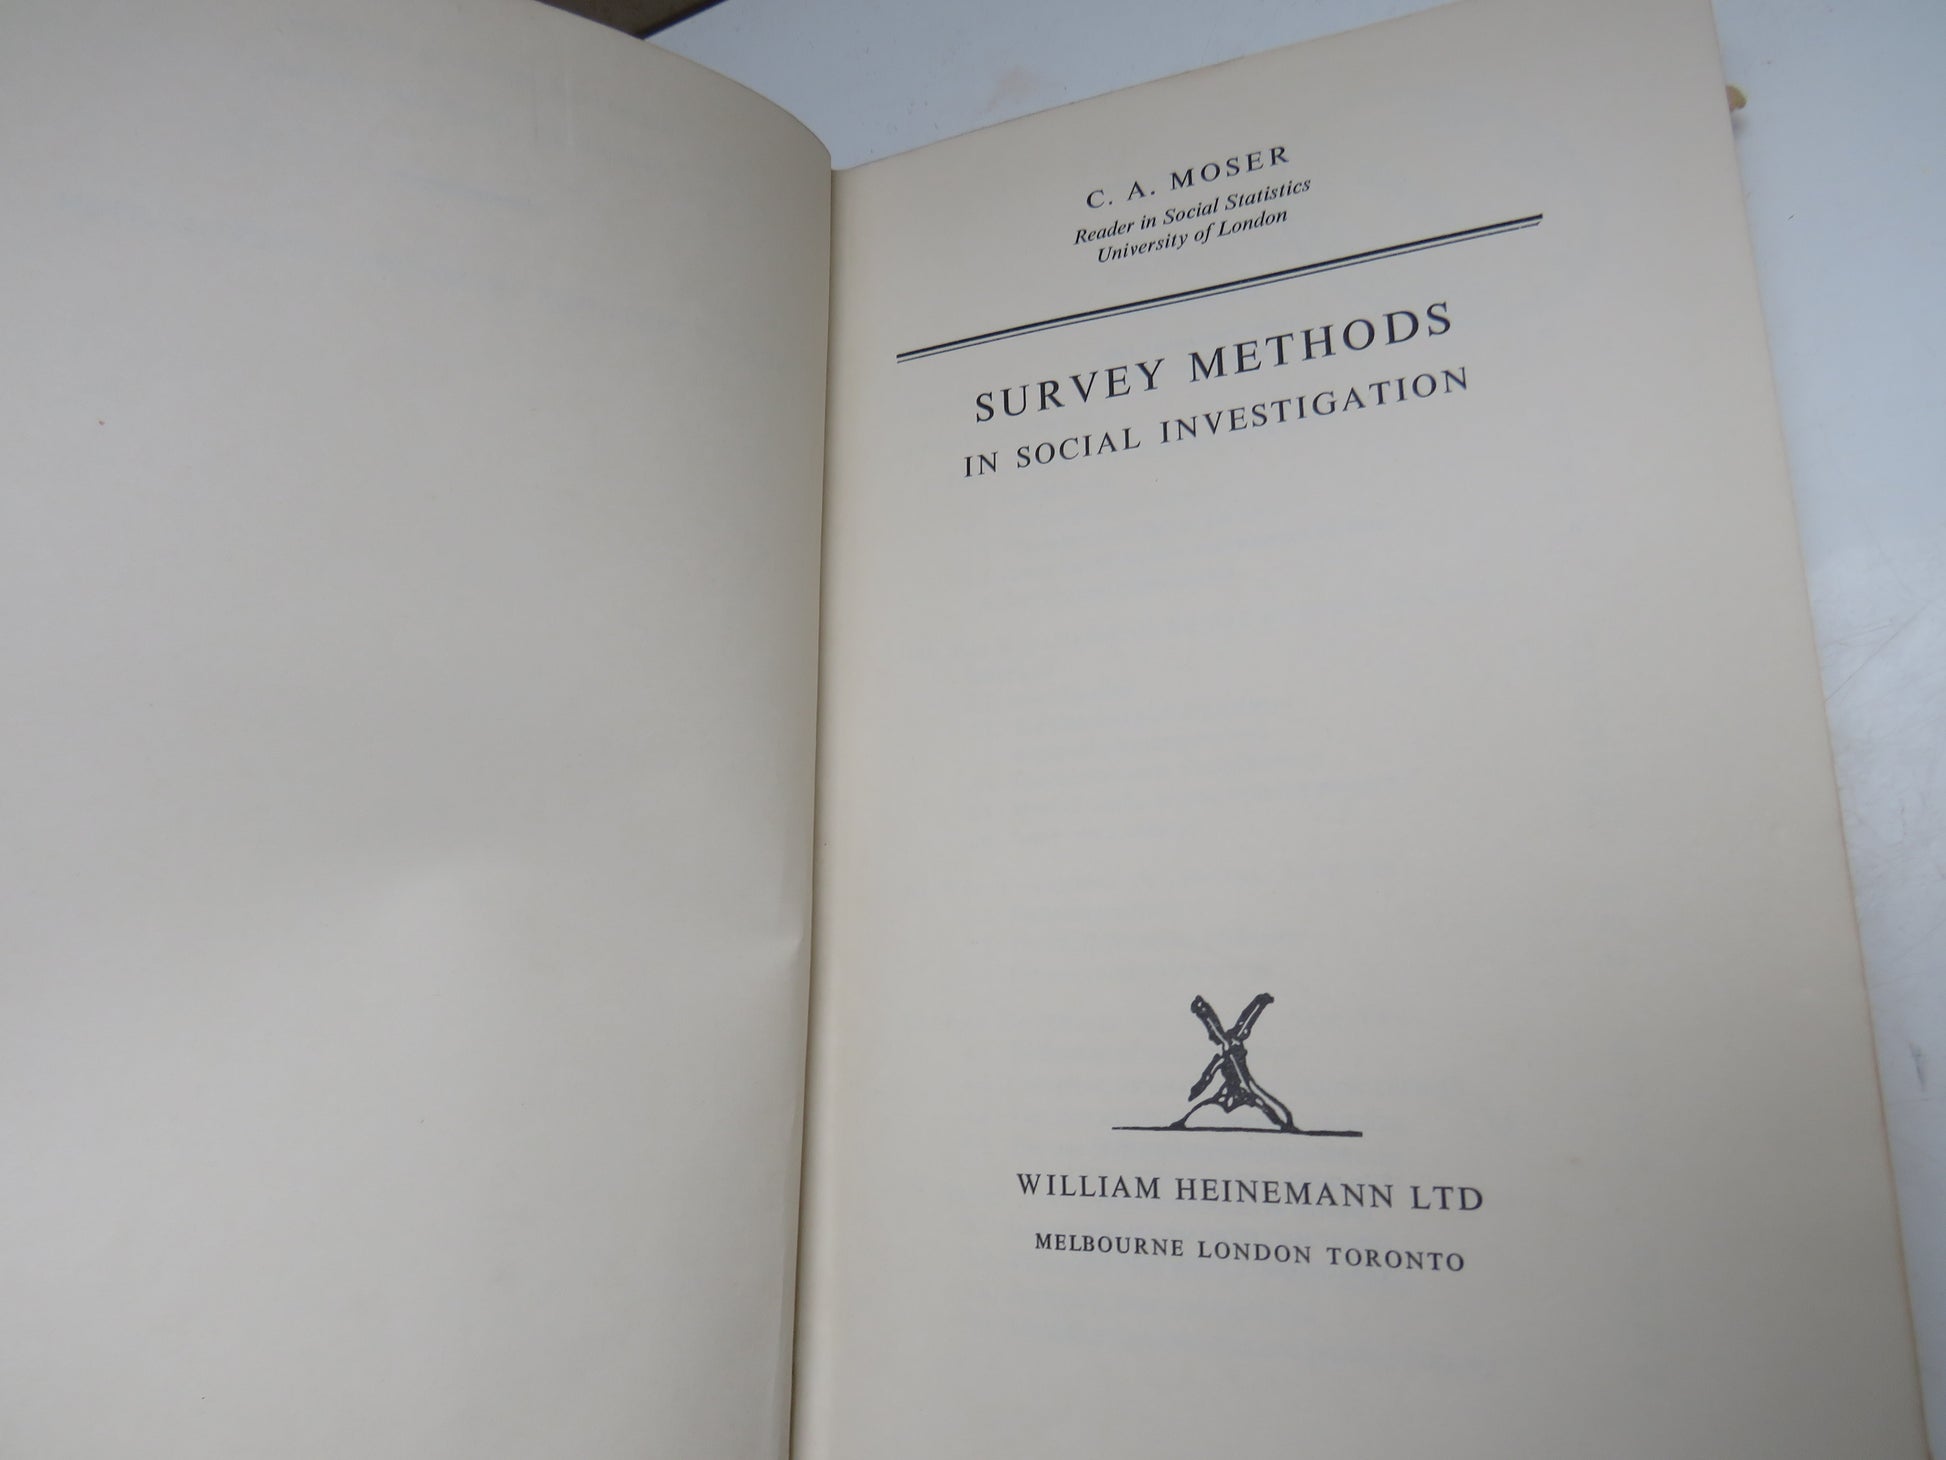 C. A. MOSER
Reader in Social Statistics
University of London
SURVEY METHODS
IN SOCIAL INVESTIGATION
WILLIAM HEINEMANN LTD
MELBOURNE LONDON TORONTO